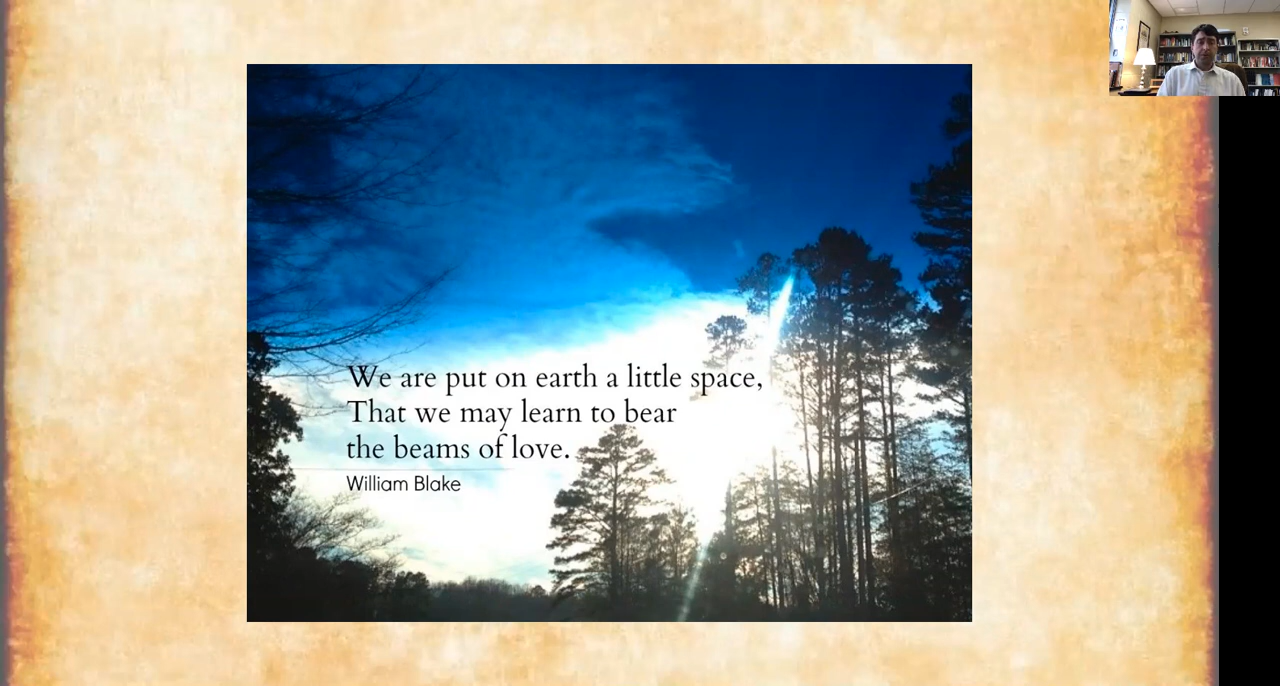 We are put on earth a little space,
That we may learn to bear
the beams of love.
William Blake